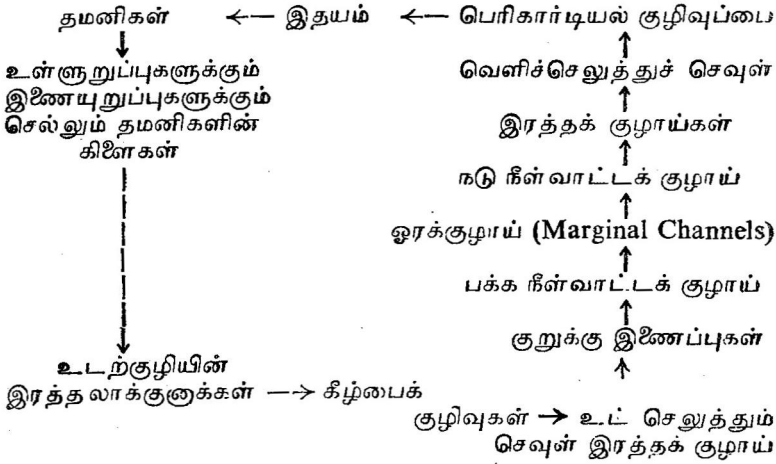 தமனிகள் ← இதயம் ← பெரிகார்டியல் குழிவுப்பை
உள்ளுறுப்புகளுக்கும்
இணையுறுப்புகளுக்கும்
செல்லும் தமனிகளின்
கிளைகள்
வெளிச்செலுத்துச் செவுள்
இரத்தக் குழாய்கள்
நடு நீள்வாட்டக் குழாய்
ஓரக்குழாய் (Marginal Channels)
பக்க நீள்வாட்டக் குழாய்
குறுக்கு இணைப்புகள்
உடற்குழியின்
இரத்தலாக்குனாக்கள் → கீழ்பைக்
குழிவுகள் → உட் செலுத்தும்
செவுள் இரத்தக் குழாய்